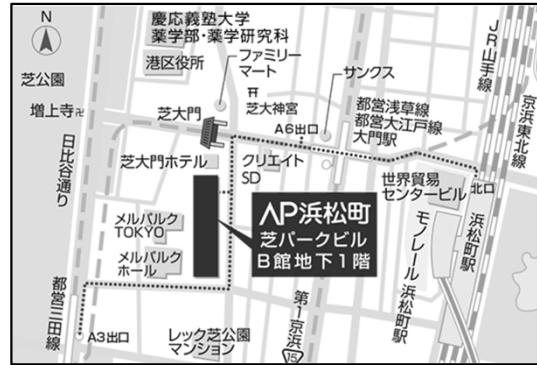 N
慶応義塾大学
薬学部・薬学研究科
港区役所
ファミリー
マート
サンクス
JR山手線
京浜東北線
芝公園
増上寺卍
芝大門
芝大神宮
A6出口
都営浅草線
都営大江戸線
大門駅
日比谷通り
芝大門ホテル
クリエイト
SD
世界貿易
センタービル
北口
メルパルク
TOKYO
AP浜松町
芝パークビル
B館地下1階
メルパルク
ホール
モノレール浜松町駅
浜松町駅
都営三田線
A3出口
レック芝公園
マンション
第1京浜
15